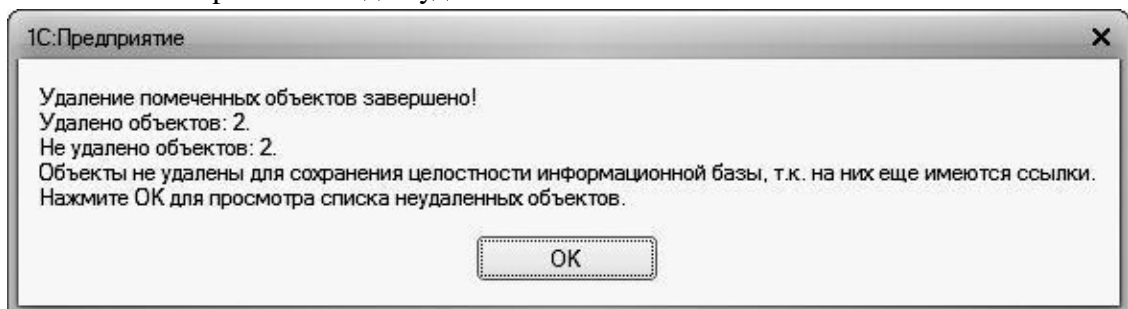 1С:Предприятие
Удаление помеченных объектов завершено!
Удалено объектов: 2.
Не удалено объектов: 2.
Объекты не удалены для сохранения целостности информационной базы, т.к. на них еще имеются ссылки.
Нажмите ОК для просмотра списка неудаленных объектов.
OK